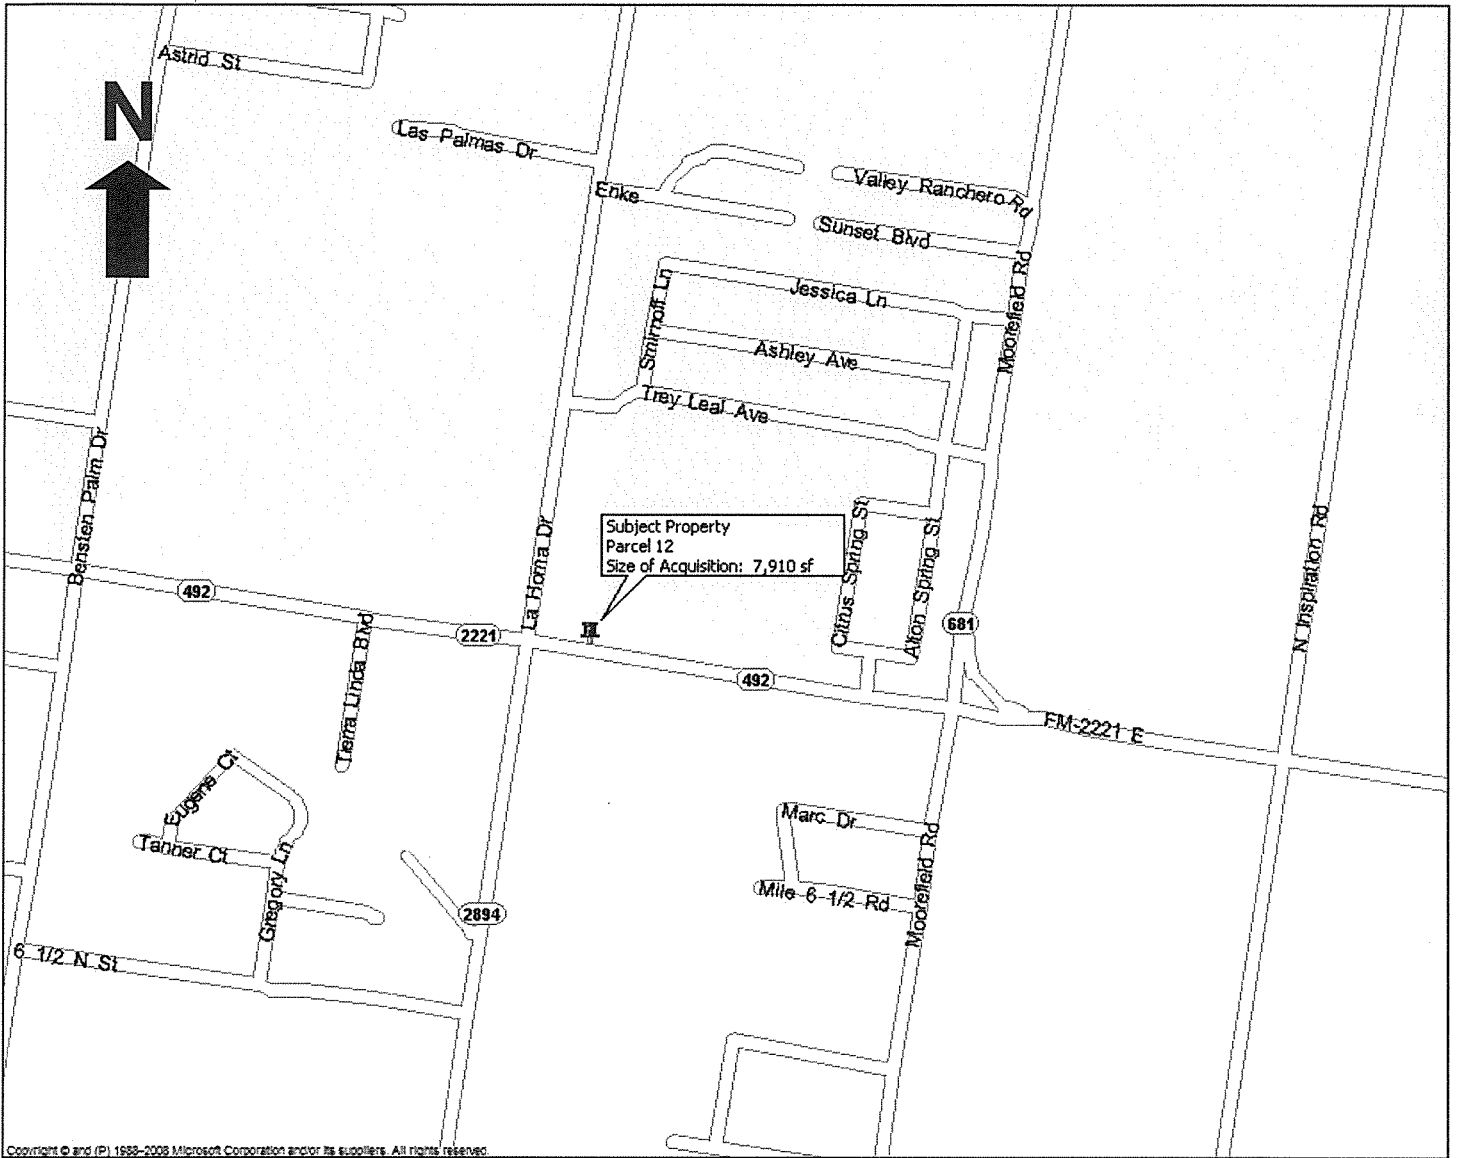 Astrid St
N
Las Palmas Dr
Enke
Valley Ranchero Rd
Sunset Blvd
Jessica Ln
Smirnoff Ln
Moorefield Rd
Ashley Ave
Trey Leal Ave
Bensten Palm Dr
La Homa Dr
Subject Property
Parcel 12
Size of Acquisition: 7,910 sf
Citrus Spring St
Alton Spring St
N Inspiration Rd
492
2221
681
Tierra Linda Blvd
492
FM-2221 E
Eugene Ct
Tanner Ct
Gregory Ln
Marc Dr
Moorefield Rd
Mile 6-1/2 Rd
2894
6 1/2 N St
Copyright © and (P) 1988–2008 Microsoft Corporation and/or its suppliers. All rights reserved.